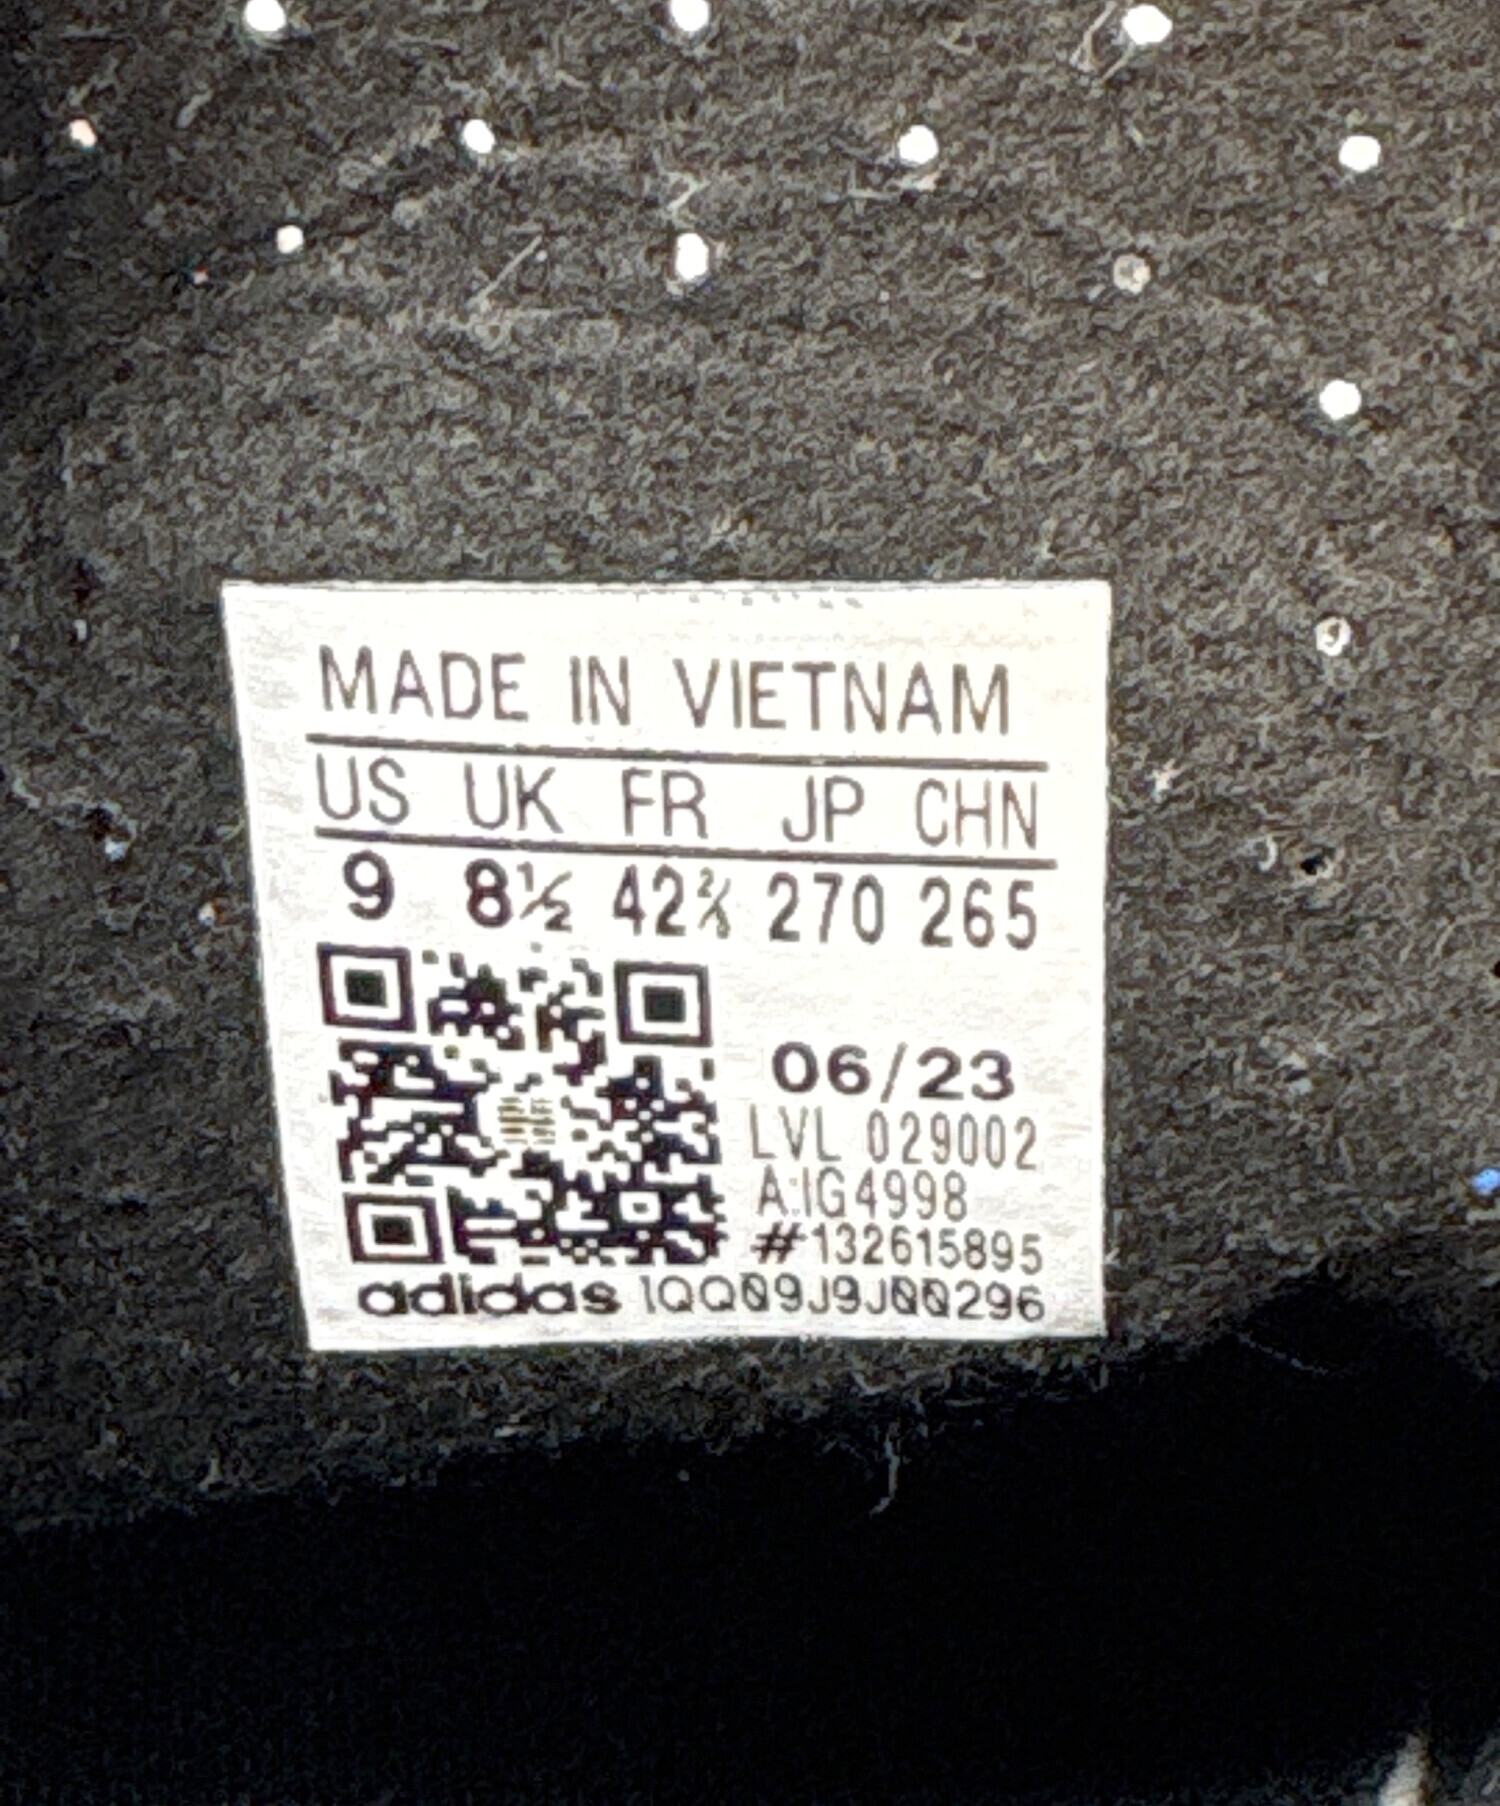 MADE IN VIETNAM
US UK FR JP CHN
9 8½ 42⅔ 270 265
06/23
LVL 029002
A:IG4998
#132615895
adidas 1QQ09J9J00296